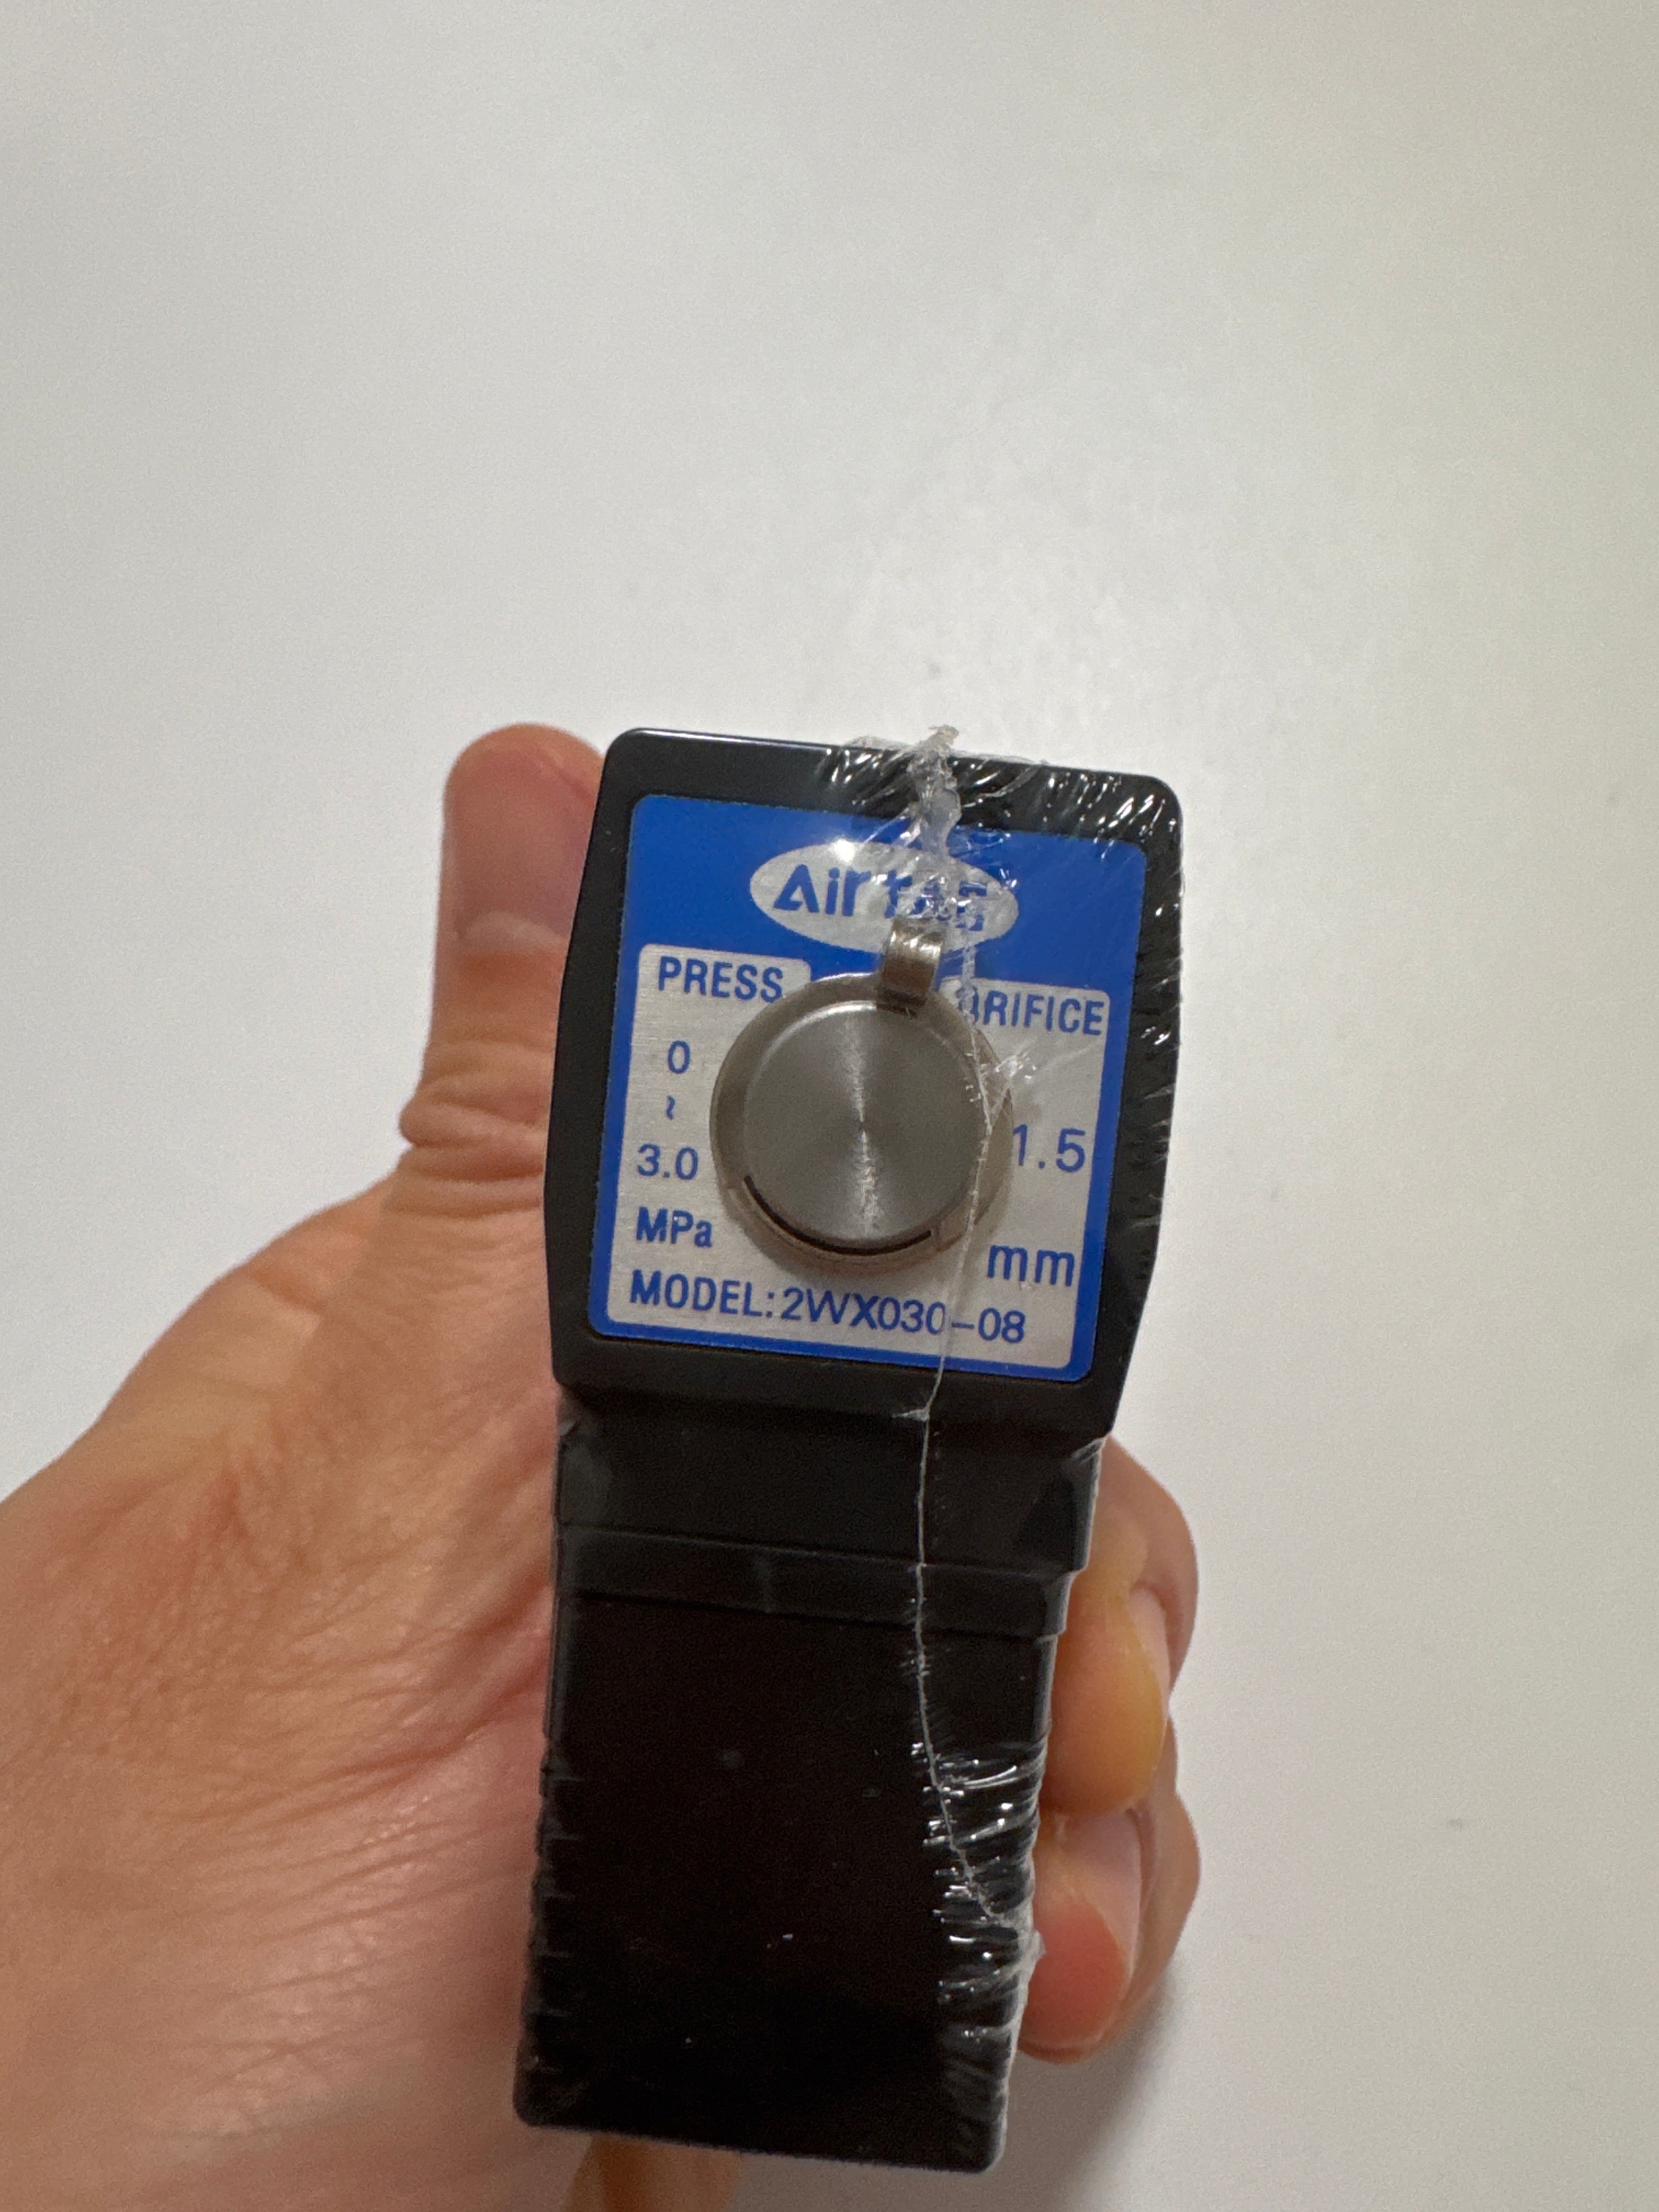 AirTAC
PRESS
ORIFICE
0
~
3.0
1.5
MPa
mm
MODEL:2WX030-08